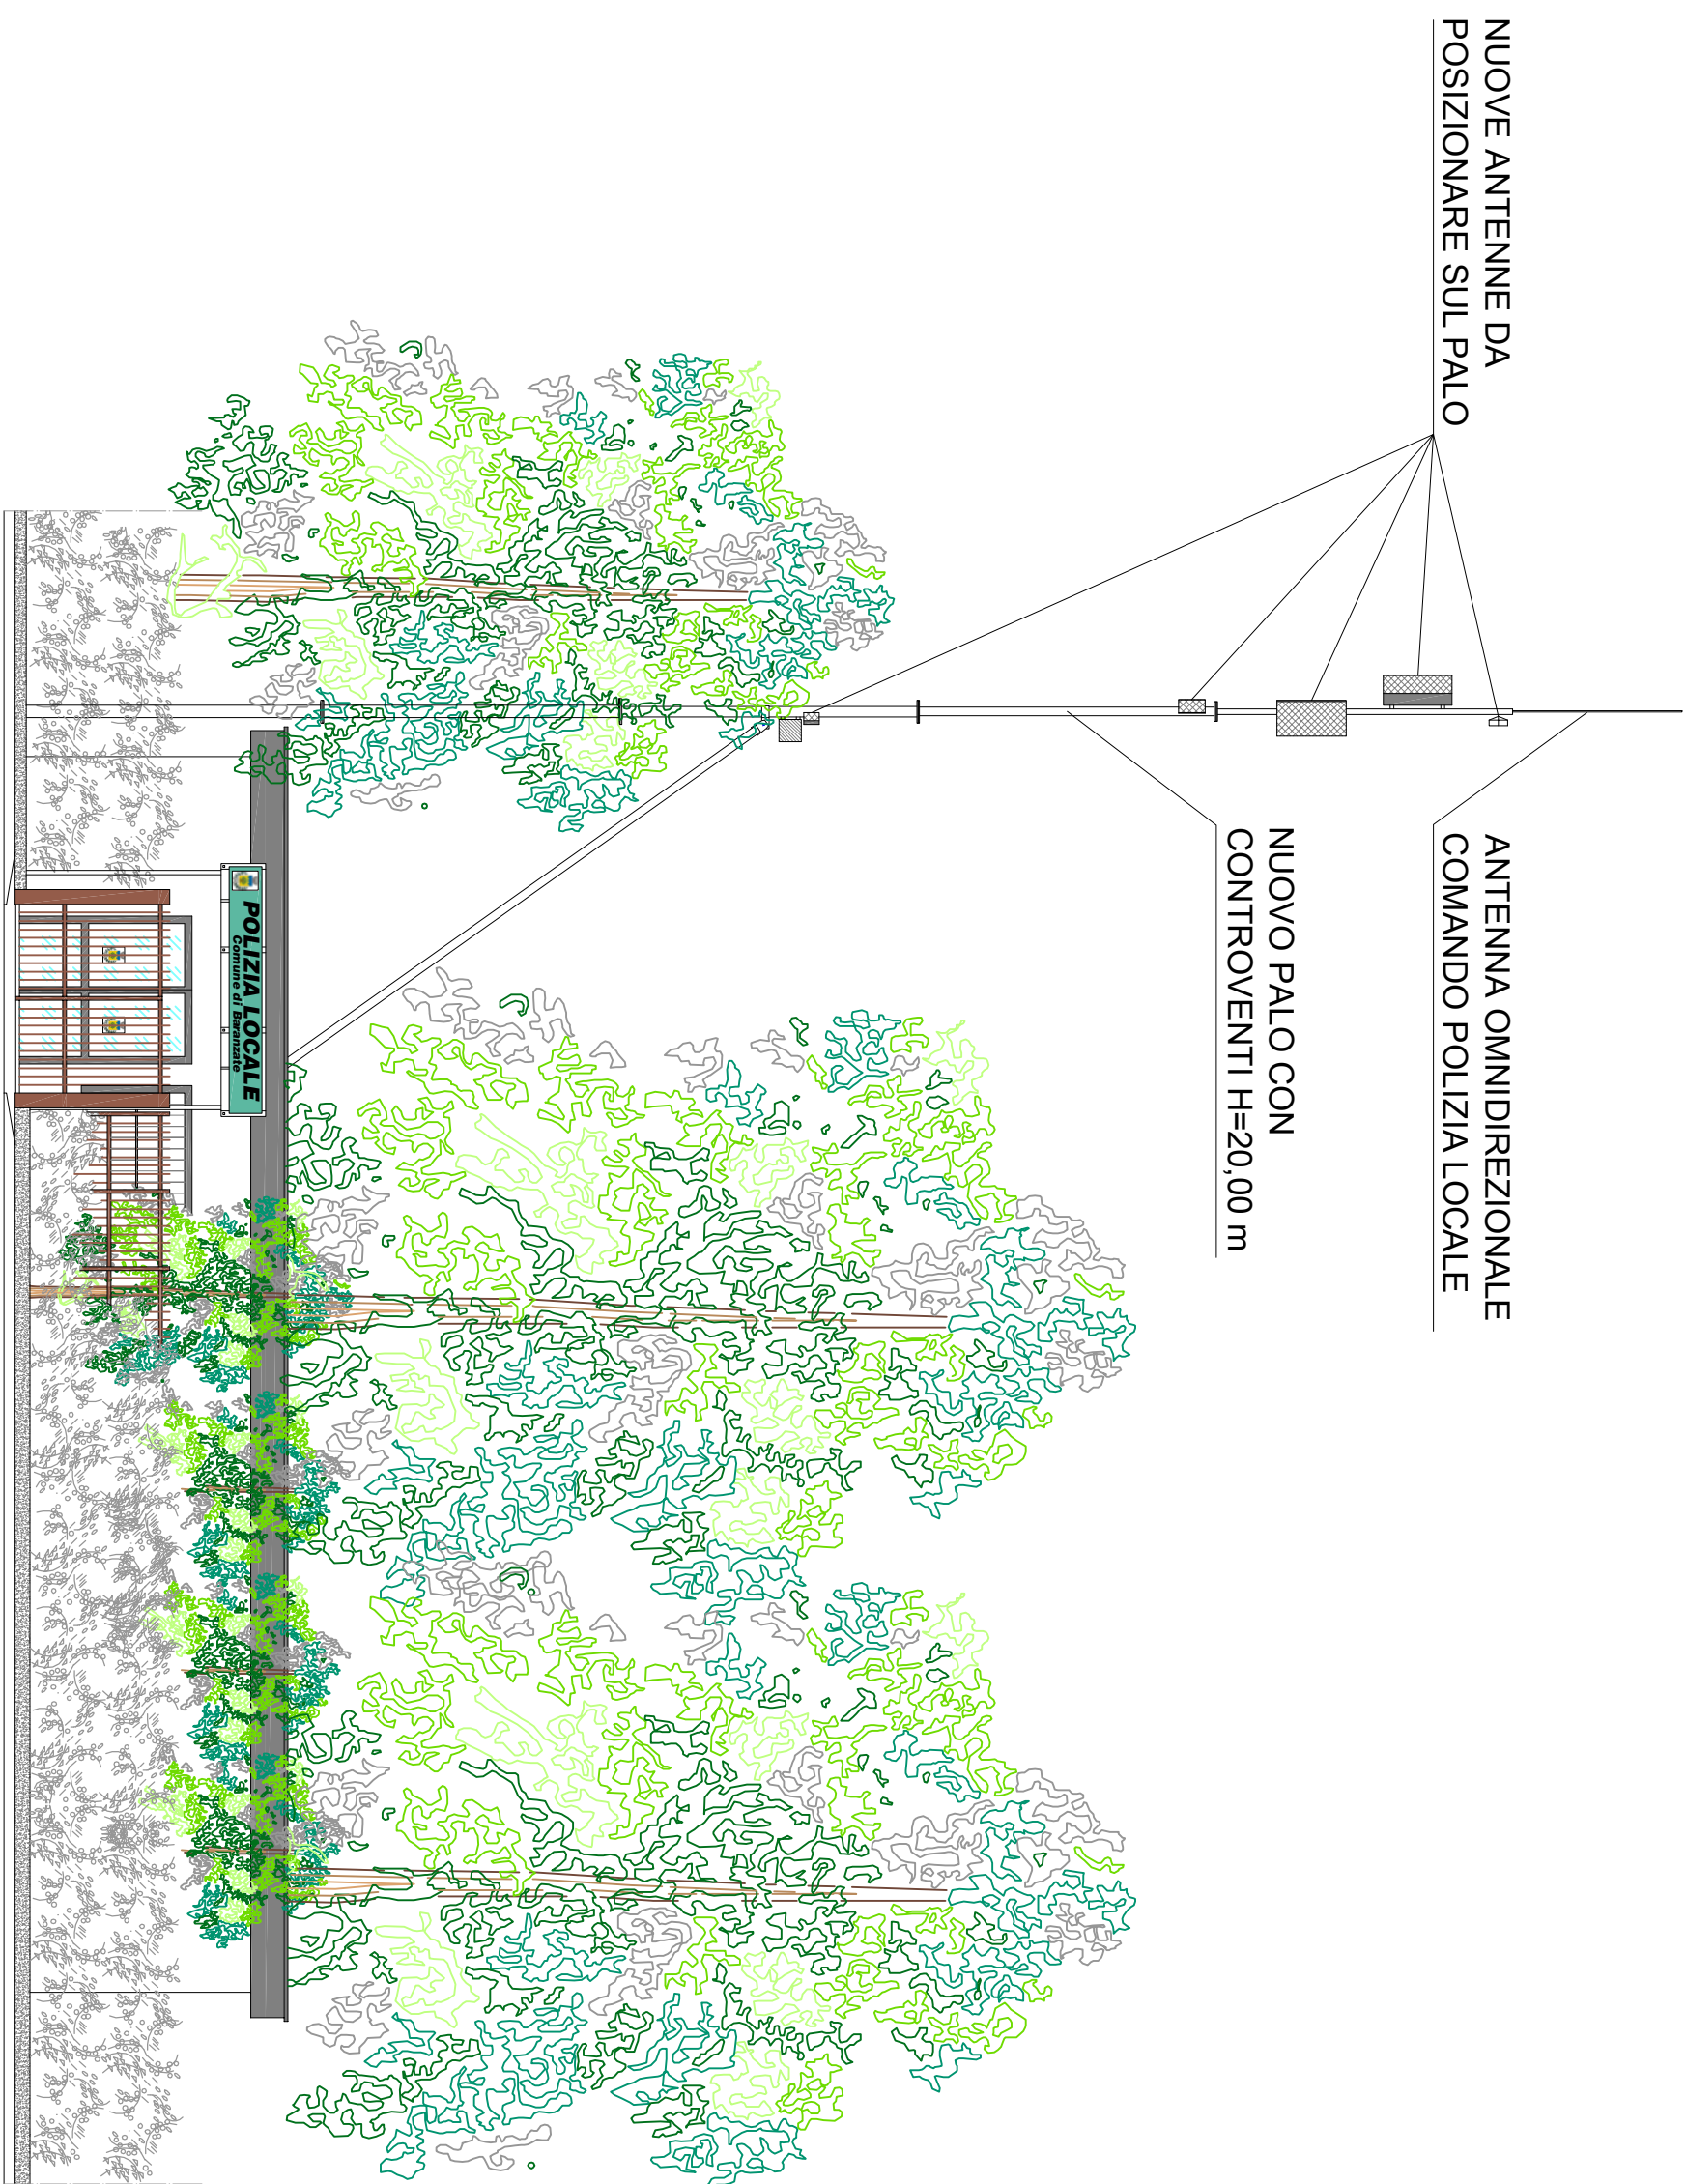 NUOVE ANTENNE DA
POSIZIONARE SUL PALO
ANTENNA OMNIDIREZIONALE
COMANDO POLIZIA LOCALE
NUOVO PALO CON
CONTROVENTI H=20,00 m
POLIZIA LOCALE
Comune di Baranzate